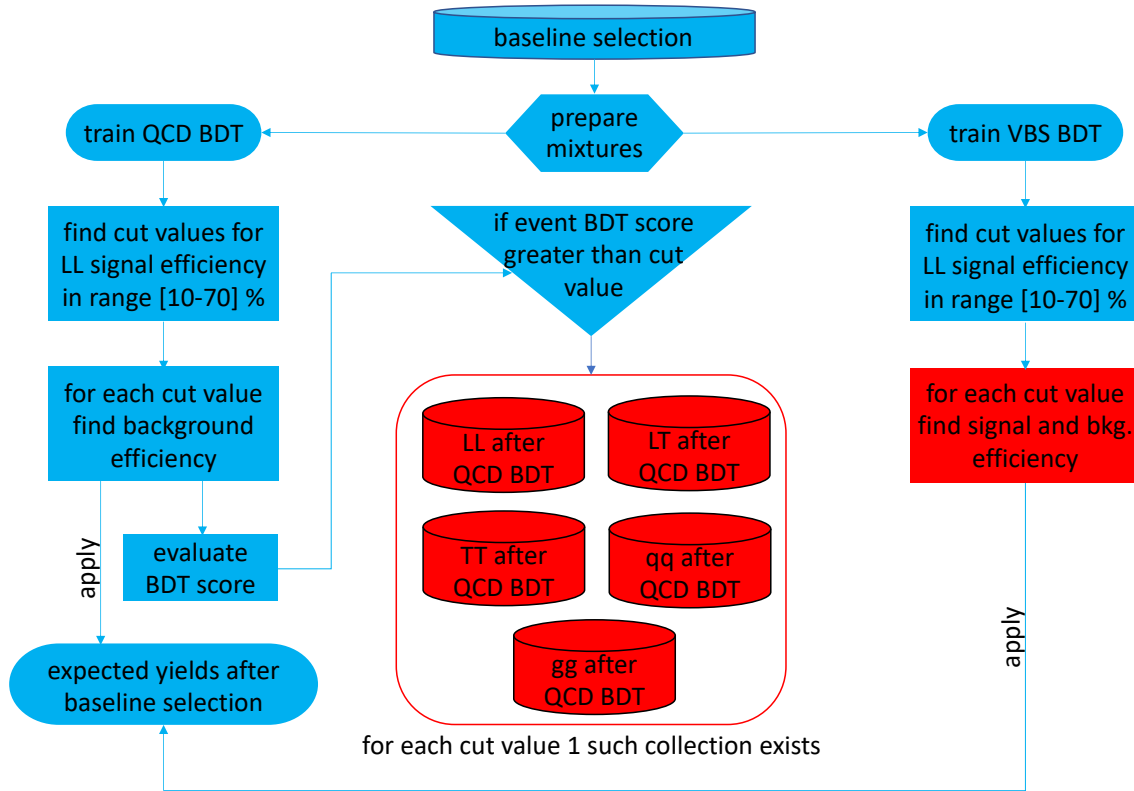 baseline selection
prepare
mixtures
train QCD BDT
train VBS BDT
find cut values for
LL signal efficiency
in range [10-70] %
if event BDT score
greater than cut
value
find cut values for
LL signal efficiency
in range [10-70] %
for each cut value
find background
efficiency
for each cut value
find signal and bkg.
efficiency
LL after
QCD BDT
LT after
QCD BDT
apply
evaluate
BDT score
TT after
QCD BDT
qq after
QCD BDT
apply
gg after
QCD BDT
expected yields after
baseline selection
for each cut value 1 such collection exists